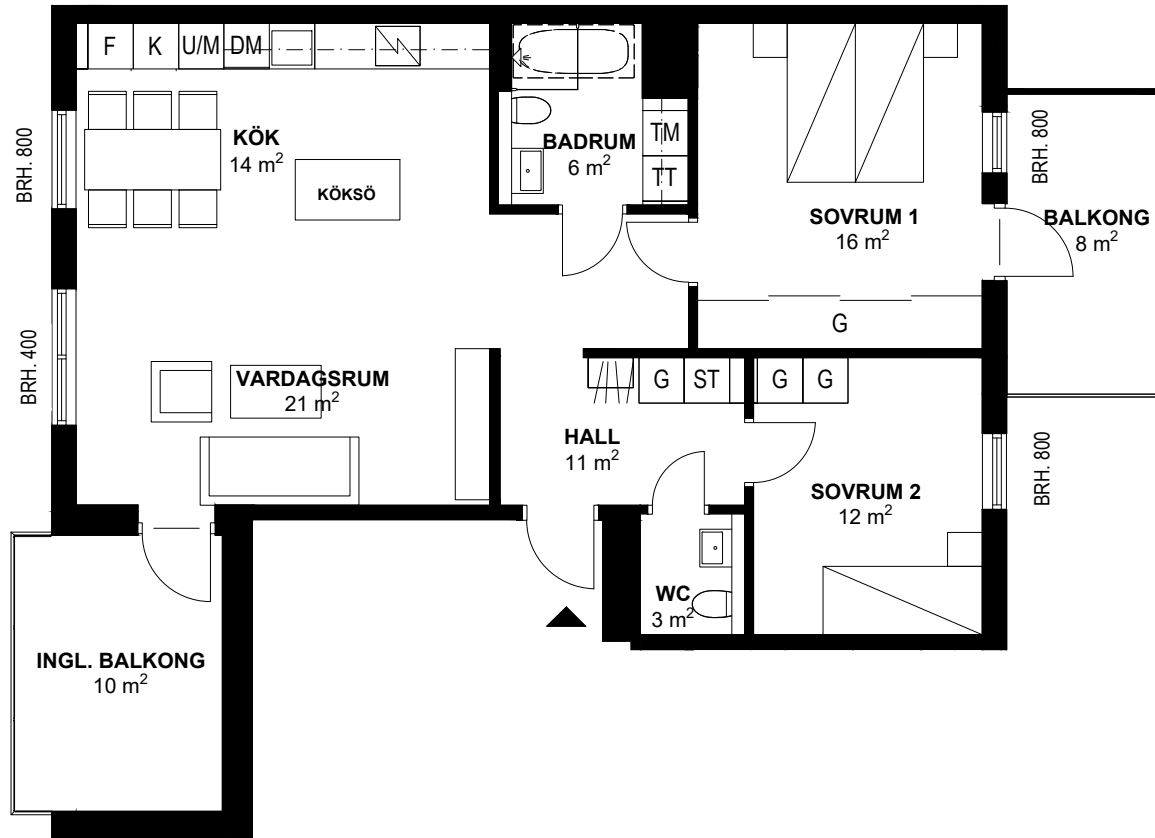 F K U/M DM
BRH. 800
KÖK
14 m²
KÖKSÖ
BADRUM
6 m²
TM
TT
SOVRUM 1
16 m²
BRH. 800
BALKONG
8 m²
G
BRH. 400
VARDAGSRUM
21 m²
G ST G G
HALL
11 m²
SOVRUM 2
12 m²
BRH. 800
WC
3 m²
INGL. BALKONG
10 m²